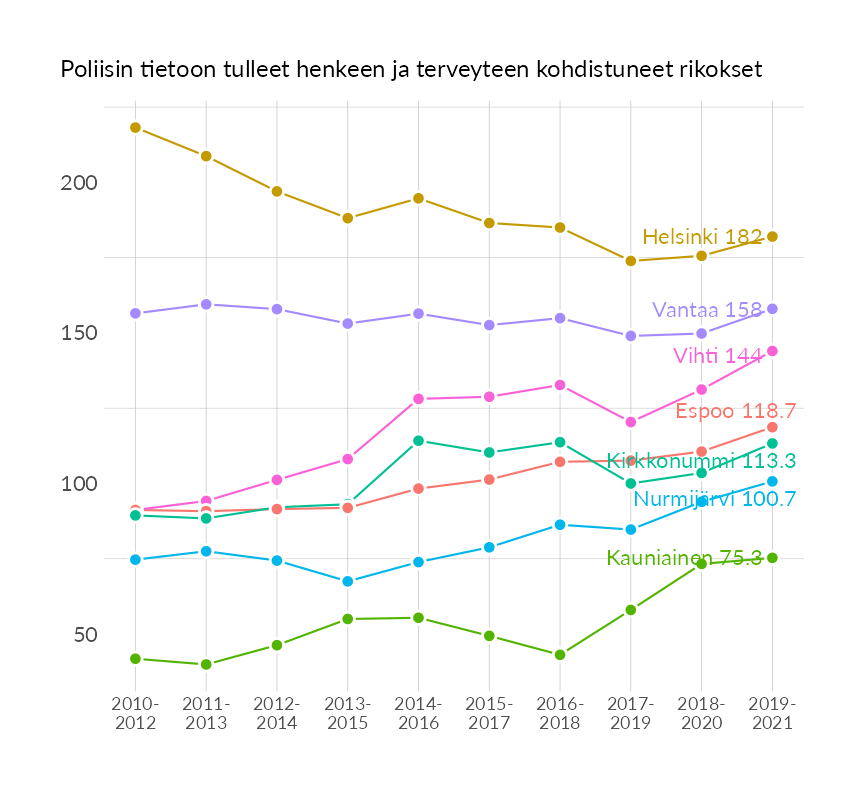 Poliisin tietoon tulleet henkeen ja terveyteen kohdistuneet rikokset
200
150
100
50
Helsinki 182
Vantaa 158
Vihti 144
Espoo 118.7
Kirkkonummi 113.3
Nurmijärvi 100.7
Kauniainen 75.3
2010- 2011- 2012- 2013- 2014- 2015- 2016- 2017- 2018- 2019-
2012 2013 2014 2015 2016 2017 2018 2019 2020 2021